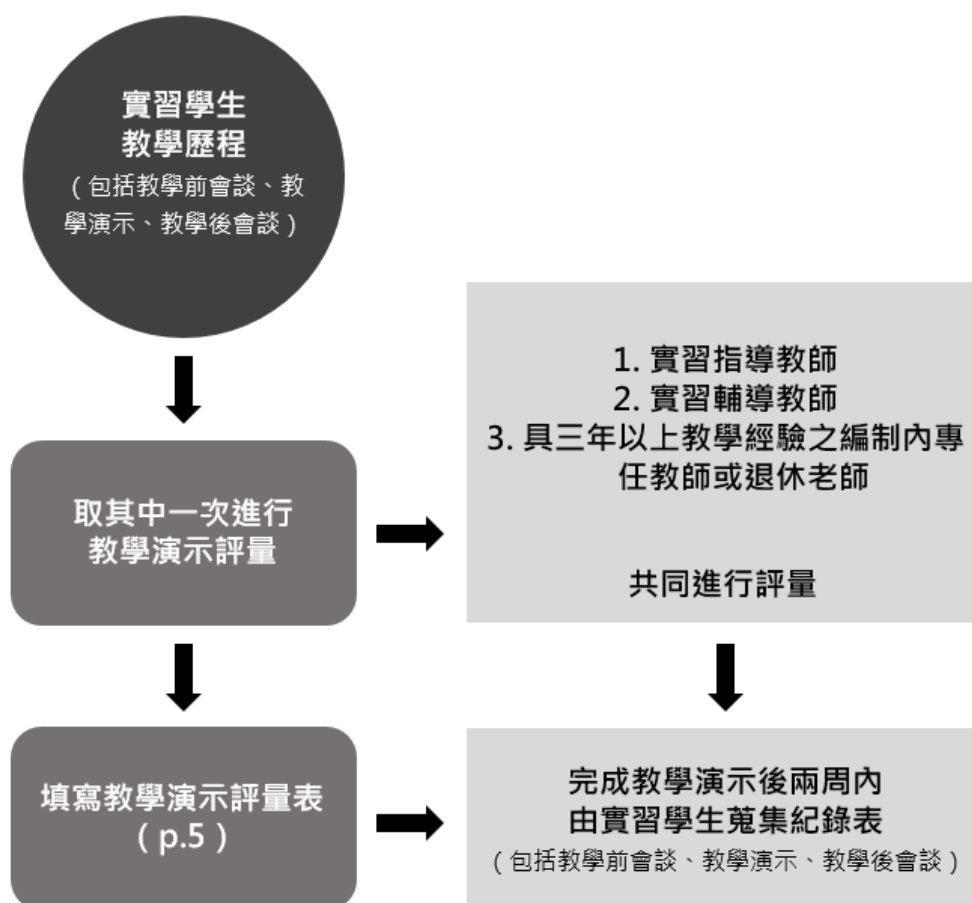 實習學生
教學歷程
（包括教學前會談、教
學演示、教學後會談）
取其中一次進行
教學演示評量
1. 實習指導教師
2. 實習輔導教師
3. 具三年以上教學經驗之編制內專
任教師或退休老師
共同進行評量
填寫教學演示評量表
（p.5）
完成教學演示後兩周內
由實習學生蒐集紀錄表
（包括教學前會談、教學演示、教學後會談）